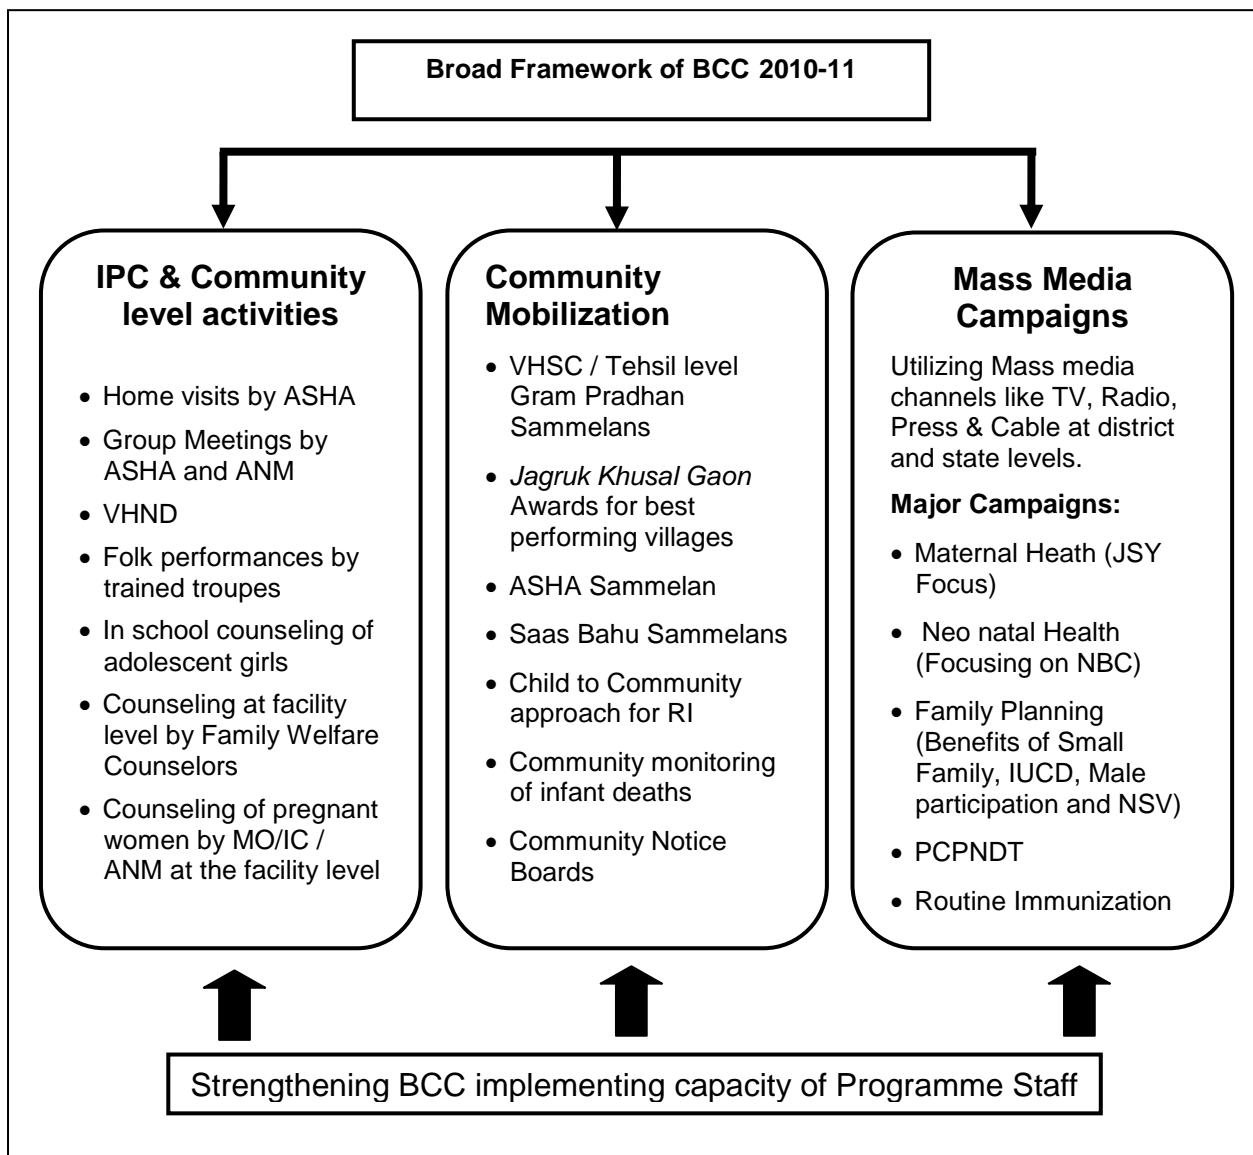 Broad Framework of BCC 2010-11
IPC & Community
level activities
• Home visits by ASHA
• Group Meetings by
ASHA and ANM
• VHND
• Folk performances by
trained troupes
• In school counseling of
adolescent girls
• Counseling at facility
level by Family Welfare
Counselors
• Counseling of pregnant
women by MO/IC /
ANM at the facility level
Community
Mobilization
• VHSC / Tehsil level
Gram Pradhan
Sammelans
• Jagruk Khusal Gaon
Awards for best
performing villages
• ASHA Sammelan
• Saas Bahu Sammelans
• Child to Community
approach for RI
• Community monitoring
of infant deaths
• Community Notice
Boards
Mass Media
Campaigns
Utilizing Mass media
channels like TV, Radio,
Press & Cable at district
and state levels.
Major Campaigns:
• Maternal Heath (JSY
Focus)
• Neo natal Health
(Focusing on NBC)
• Family Planning
(Benefits of Small
Family, IUCD, Male
participation and NSV)
• PCPNDT
• Routine Immunization
Strengthening BCC implementing capacity of Programme Staff